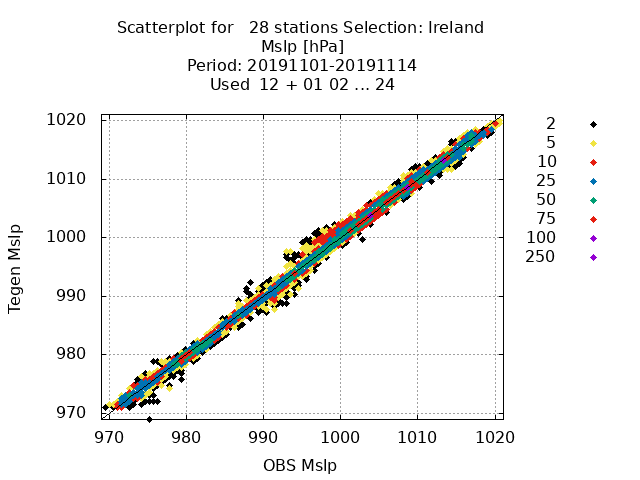 Scatterplot for 28 stations Selection: Ireland
Mslp [hPa]
Period: 20191101-20191114
Used 12 + 01 02 ... 24
1020
1010
1000
990
980
970
Tegen Mslp
970 980 990 1000 1010 1020
OBS Mslp
2
5
10
25
50
75
100
250